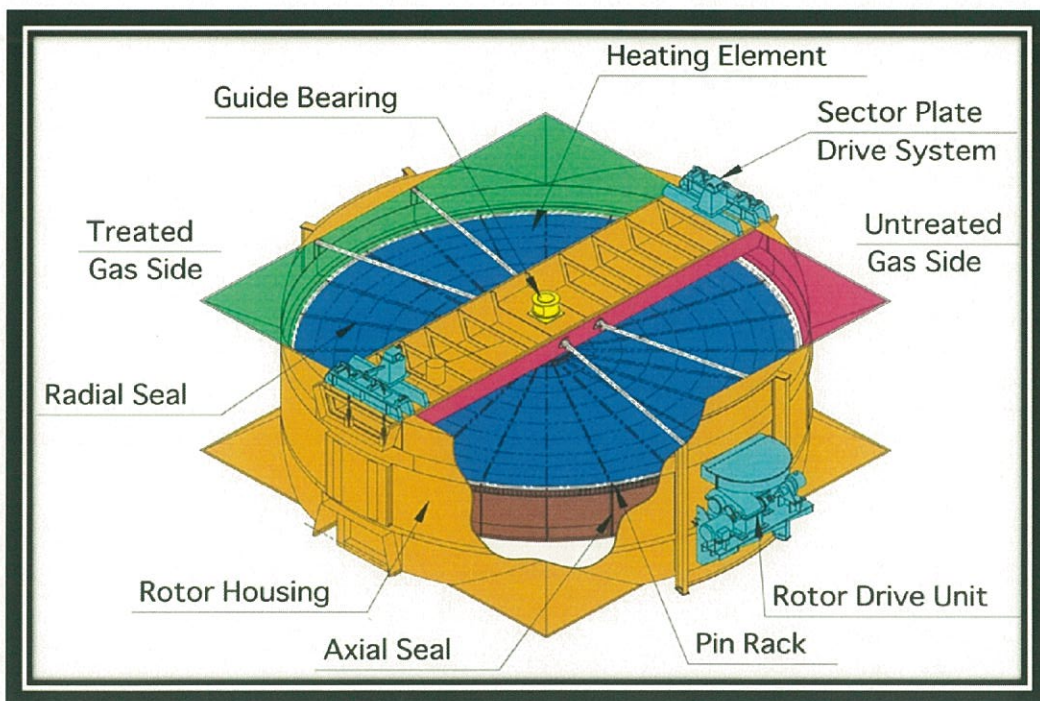 Heating Element
Guide Bearing
Sector Plate
Drive System
Treated
Gas Side
Untreated
Gas Side
Radial Seal
Rotor Housing
Rotor Drive Unit
Axial Seal
Pin Rack